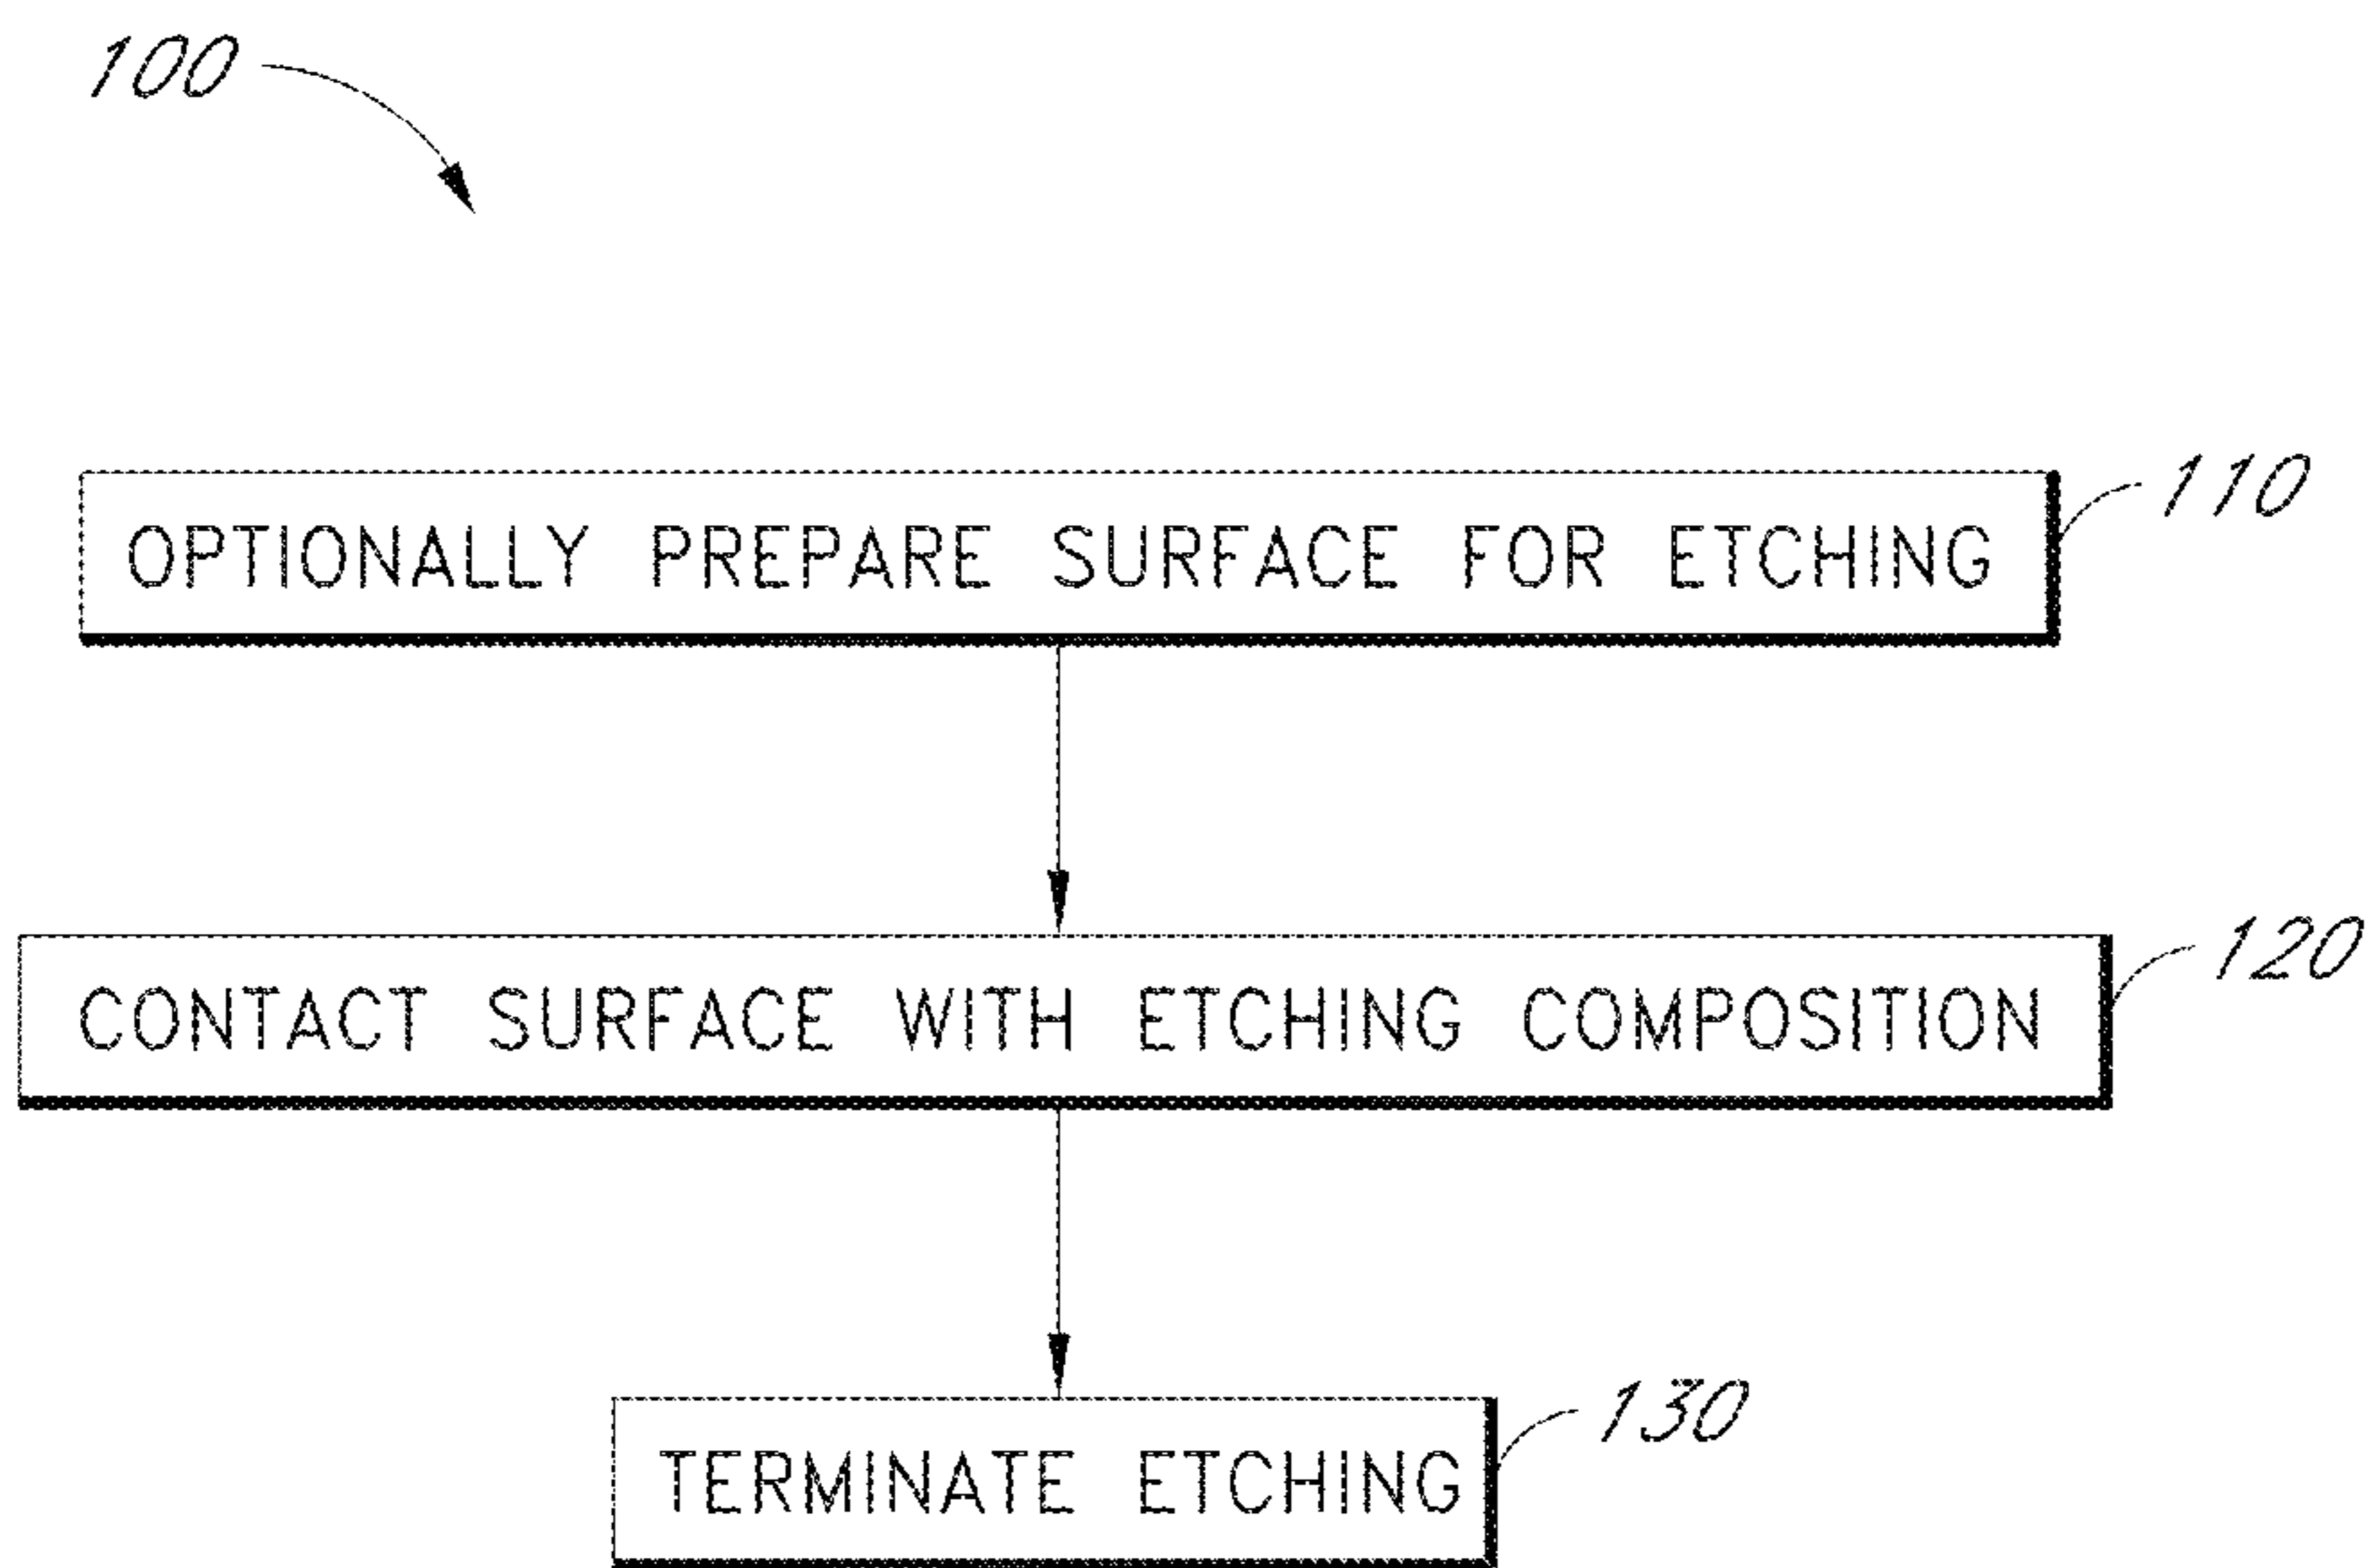 100
OPTIONALLY PREPARE SURFACE FOR ETCHING
110
CONTACT SURFACE WITH ETCHING COMPOSITION
120
TERMINATE ETCHING
130